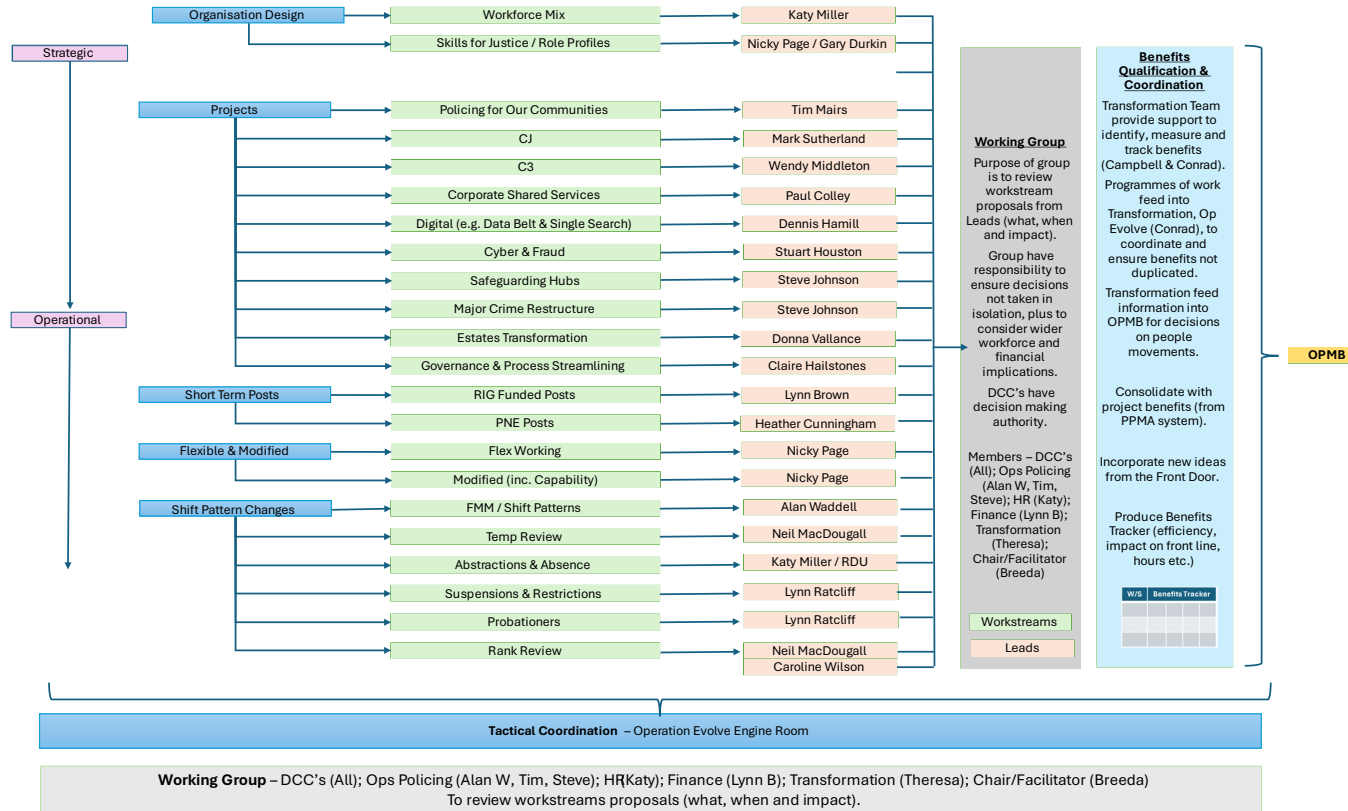 Organisation Design
Workforce Mix
Katy Miller
Skills for Justice / Role Profiles
Nicky Page / Gary Durkin
Strategic
Projects
Policing for Our Communities
Tim Mairs
CJ
Mark Sutherland
C3
Wendy Middleton
Corporate Shared Services
Paul Colley
Digital (e.g. Data Belt & Single Search)
Dennis Hamill
Cyber & Fraud
Stuart Houston
Safeguarding Hubs
Steve Johnson
Major Crime Restructure
Steve Johnson
Operational
Estates Transformation
Donna Vallance
Governance & Process Streamlining
Claire Hailstones
Short Term Posts
RIG Funded Posts
Lynn Brown
PNE Posts
Heather Cunningham
Flexible & Modified
Flex Working
Nicky Page
Modified (inc. Capability)
Nicky Page
Shift Pattern Changes
FMM / Shift Patterns
Alan Waddell
Temp Review
Neil MacDougall
Abstractions & Absence
Katy Miller / RDU
Suspensions & Restrictions
Lynn Ratcliff
Probationers
Lynn Ratcliff
Rank Review
Neil MacDougall
Caroline Wilson
Working Group
Purpose of group
is to review
workstream
proposals from
Leads (what, when
and impact).
Group have
responsibility to
ensure decisions
not taken in
isolation, plus to
consider wider
workforce and
financial
implications.
DCC's have
decision making
authority.
Members – DCC's
(All); Ops Policing
(Alan W, Tim,
Steve); HR (Katy);
Finance (Lynn B);
Transformation
(Theresa);
Chair/Facilitator
(Breeda)
Workstreams
Leads
Benefits
Qualification &
Coordination
Transformation Team
provide support to
identify, measure and
track benefits
(Campbell & Conrad).
Programmes of work
feed into
Transformation, Op
Evolve (Conrad), to
coordinate and
ensure benefits not
duplicated.
Transformation feed
information into
OPMB for decisions
on people
movements.
Consolidate with
project benefits (from
PPMA system).
Incorporate new ideas
from the Front Door.
Produce Benefits
Tracker (efficiency,
impact on front line,
hours etc.)
W/S Benefits Tracker
OPMB
Tactical Coordination – Operation Evolve Engine Room
Working Group – DCC's (All); Ops Policing (Alan W, Tim, Steve); HR(Katy); Finance (Lynn B); Transformation (Theresa); Chair/Facilitator (Breeda)
To review workstreams proposals (what, when and impact).